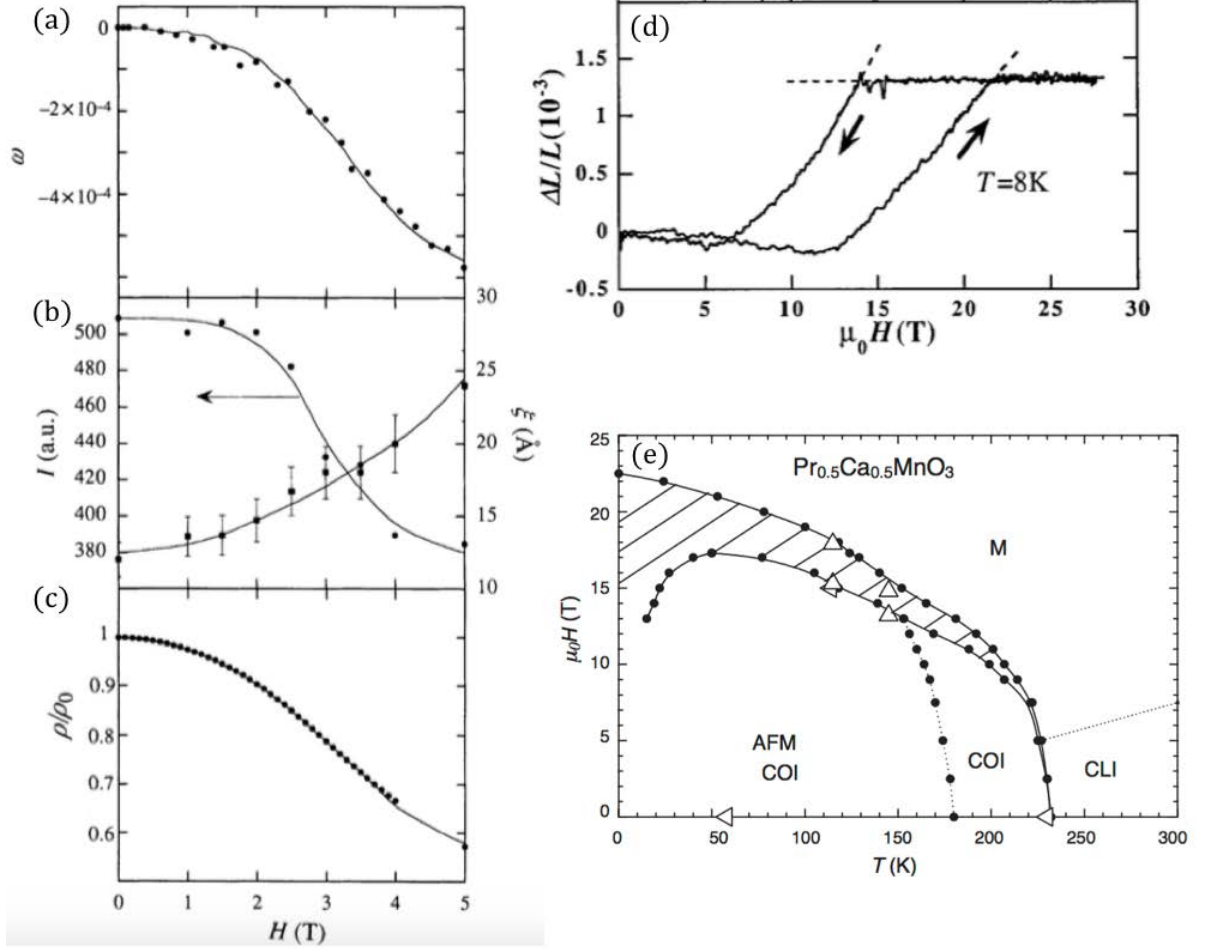 (a)
0
−2×10⁻⁴
−4×10⁻⁴
ω
(b)
500
480
460
440
420
400
380
I (a.u.)
30
25
20
15
10
ξ (Å)
(c)
1
0.9
0.8
0.7
0.6
ρ/ρ₀
0 1 2 3 4 5
H (T)
(d)
1.5
1
0.5
0
-0.5
ΔL/L(10⁻³)
T=8K
0 5 10 15 20 25 30
μ₀H(T)
(e)
Pr₀.₅Ca₀.₅MnO₃
25
20
15
10
5
0
μ₀H (T)
M
AFM
COI
COI
CLI
0 50 100 150 200 250 300
T (K)